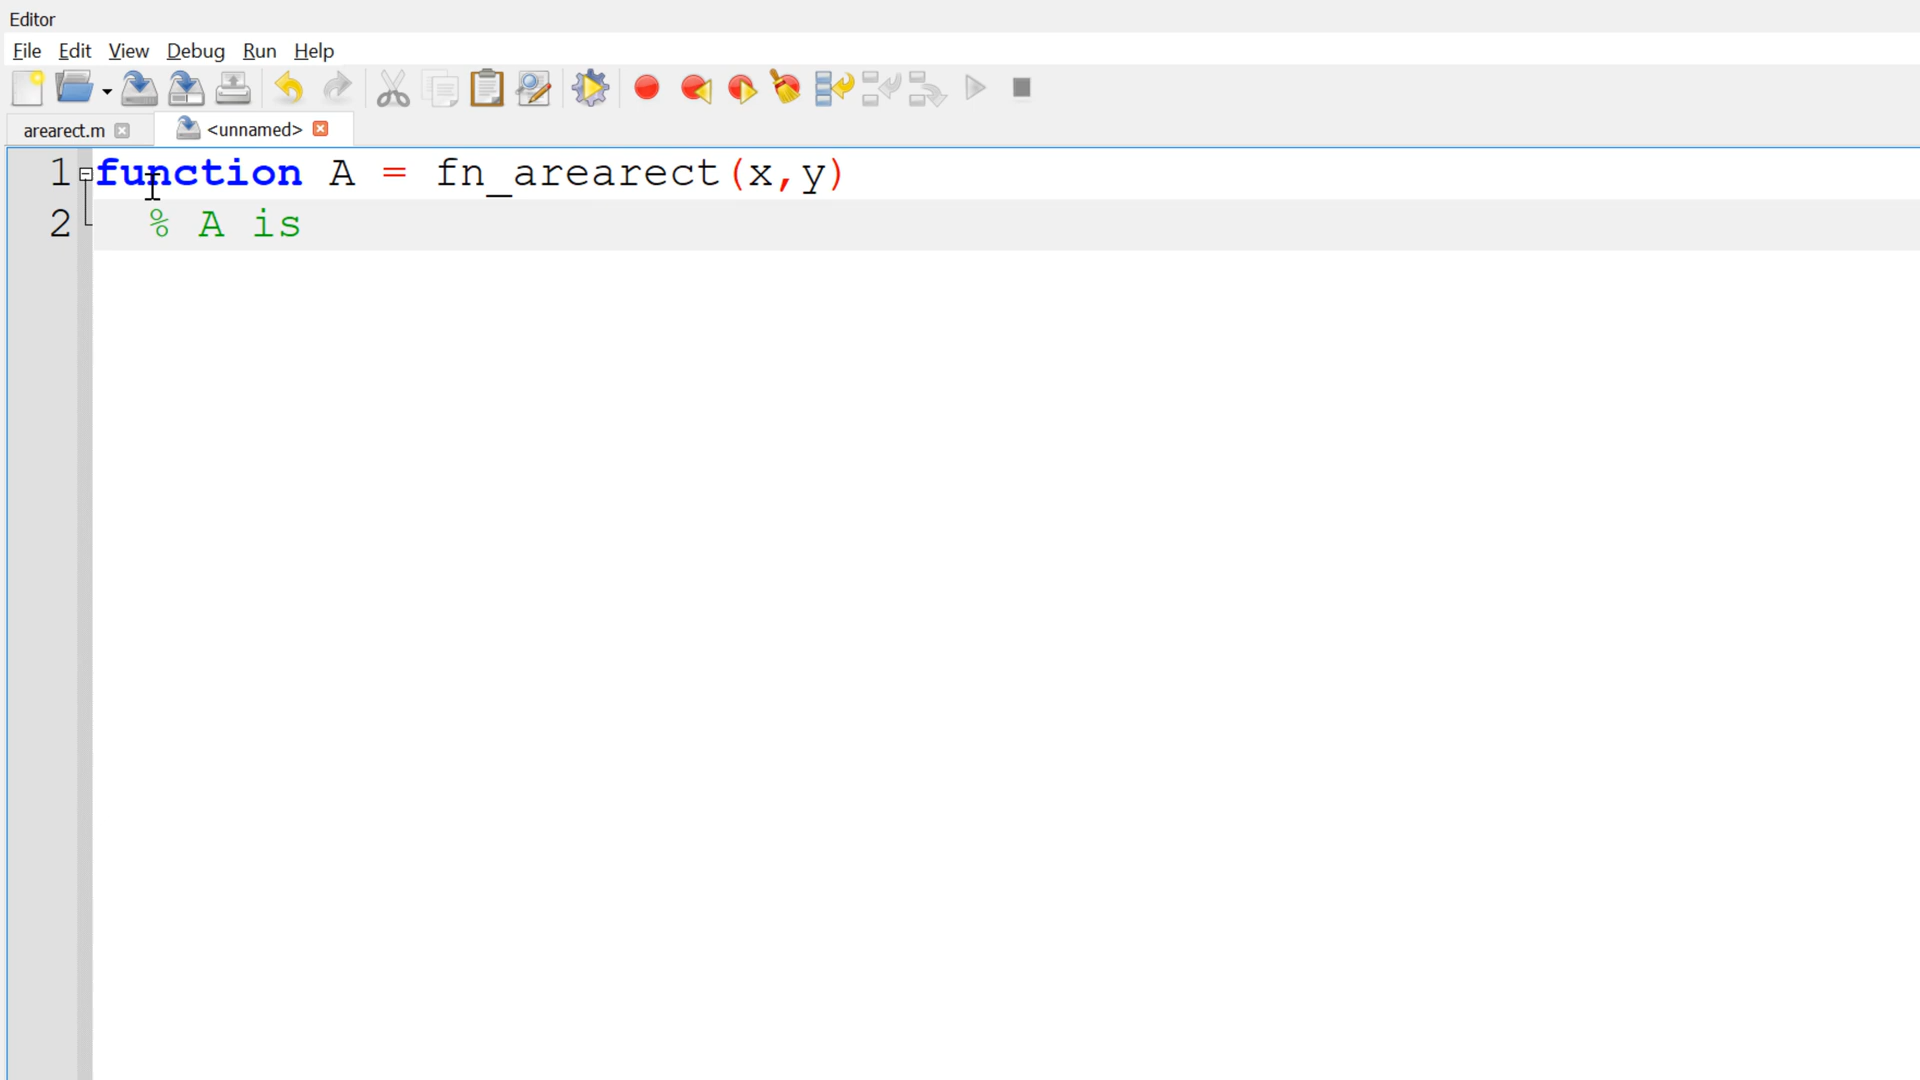 Editor
File Edit View Debug Run Help
arearect.m <unnamed>
1 function A = fn_arearect(x,y)
2 % A is